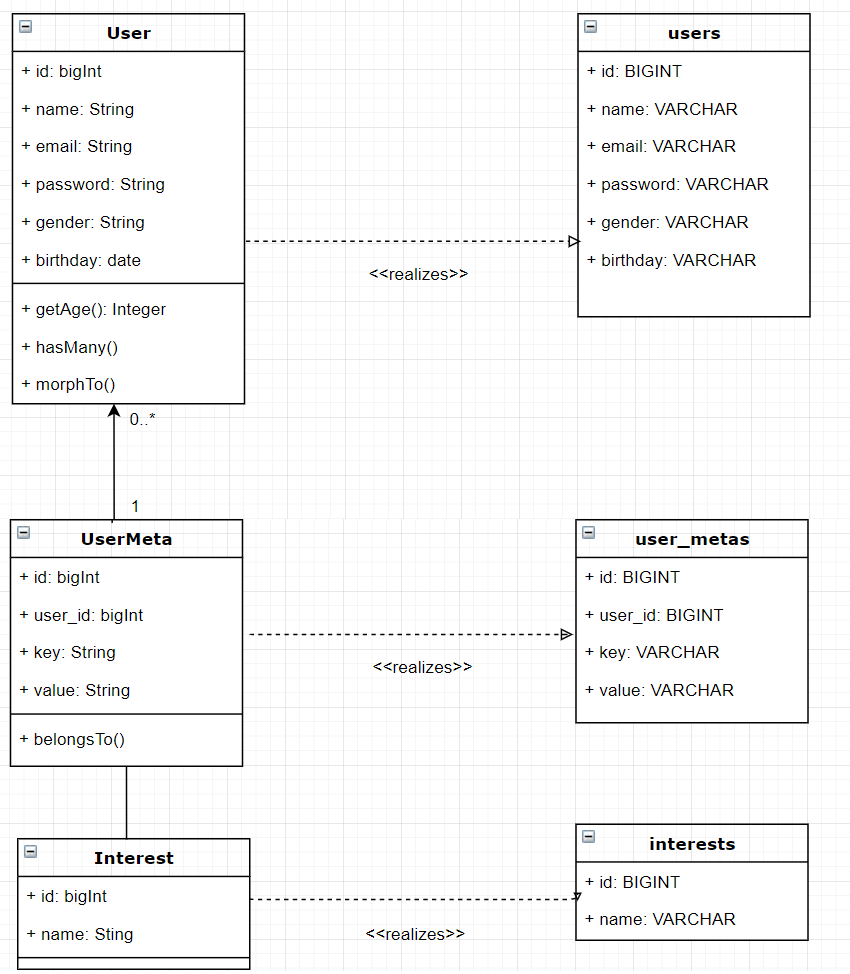 User
+ id: bigInt
+ name: String
+ email: String
+ password: String
+ gender: String
+ birthday: date
+ getAge(): Integer
+ hasMany()
+ morphTo()
users
+ id: BIGINT
+ name: VARCHAR
+ email: VARCHAR
+ password: VARCHAR
+ gender: VARCHAR
+ birthday: VARCHAR
<<realizes>>
0..*
1
UserMeta
+ id: bigInt
+ user_id: bigInt
+ key: String
+ value: String
+ belongsTo()
user_metas
+ id: BIGINT
+ user_id: BIGINT
+ key: VARCHAR
+ value: VARCHAR
<<realizes>>
Interest
+ id: bigInt
+ name: Sting
interests
+ id: BIGINT
+ name: VARCHAR
<<realizes>>